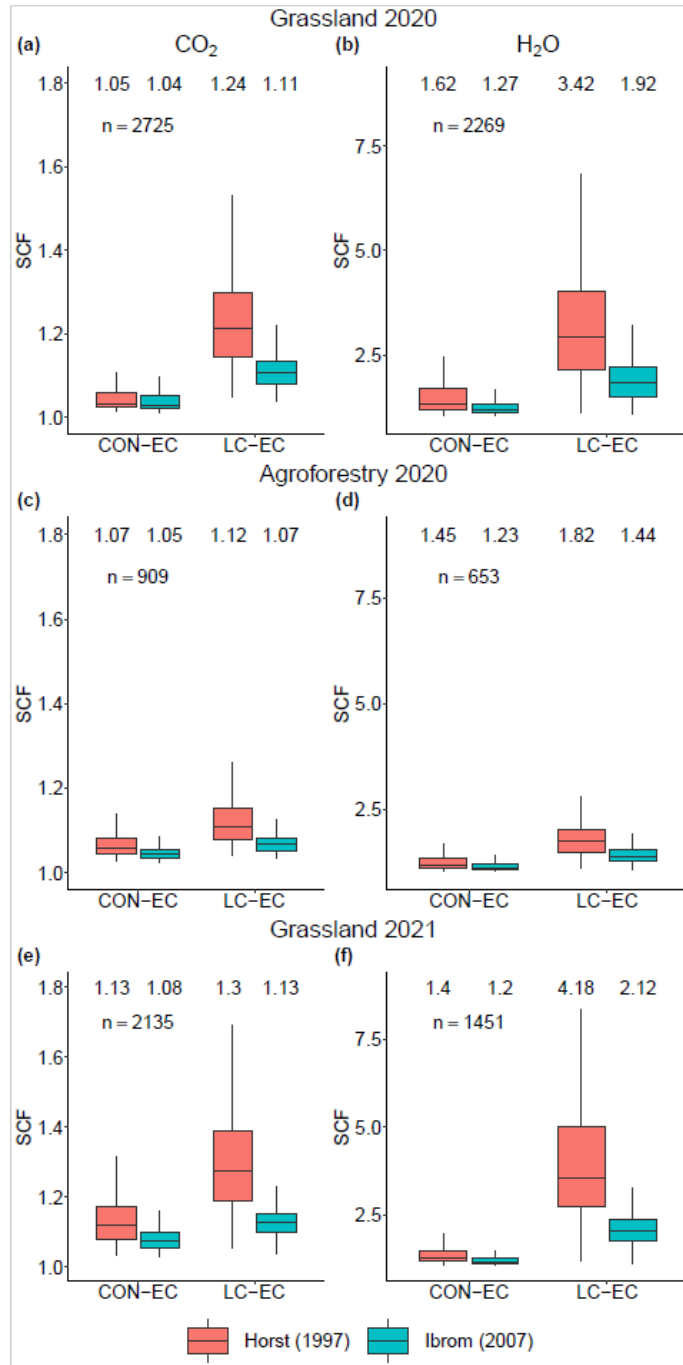 Grassland 2020
(a) CO2 (b) H2O
1.05 1.04 1.24 1.11
n = 2725
1.8
1.6
1.4
1.2
1.0
SCF
CON−EC LC−EC
1.62 1.27 3.42 1.92
n = 2269
7.5
5.0
2.5
SCF
CON−EC LC−EC
Agroforestry 2020
(c) (d)
1.07 1.05 1.12 1.07
n = 909
1.8
1.6
1.4
1.2
1.0
SCF
CON−EC LC−EC
1.45 1.23 1.82 1.44
n = 653
7.5
5.0
2.5
SCF
CON−EC LC−EC
Grassland 2021
(e) (f)
1.13 1.08 1.3 1.13
n = 2135
1.8
1.6
1.4
1.2
1.0
SCF
CON−EC LC−EC
1.4 1.2 4.18 2.12
n = 1451
7.5
5.0
2.5
SCF
CON−EC LC−EC
Horst (1997) Ibrom (2007)